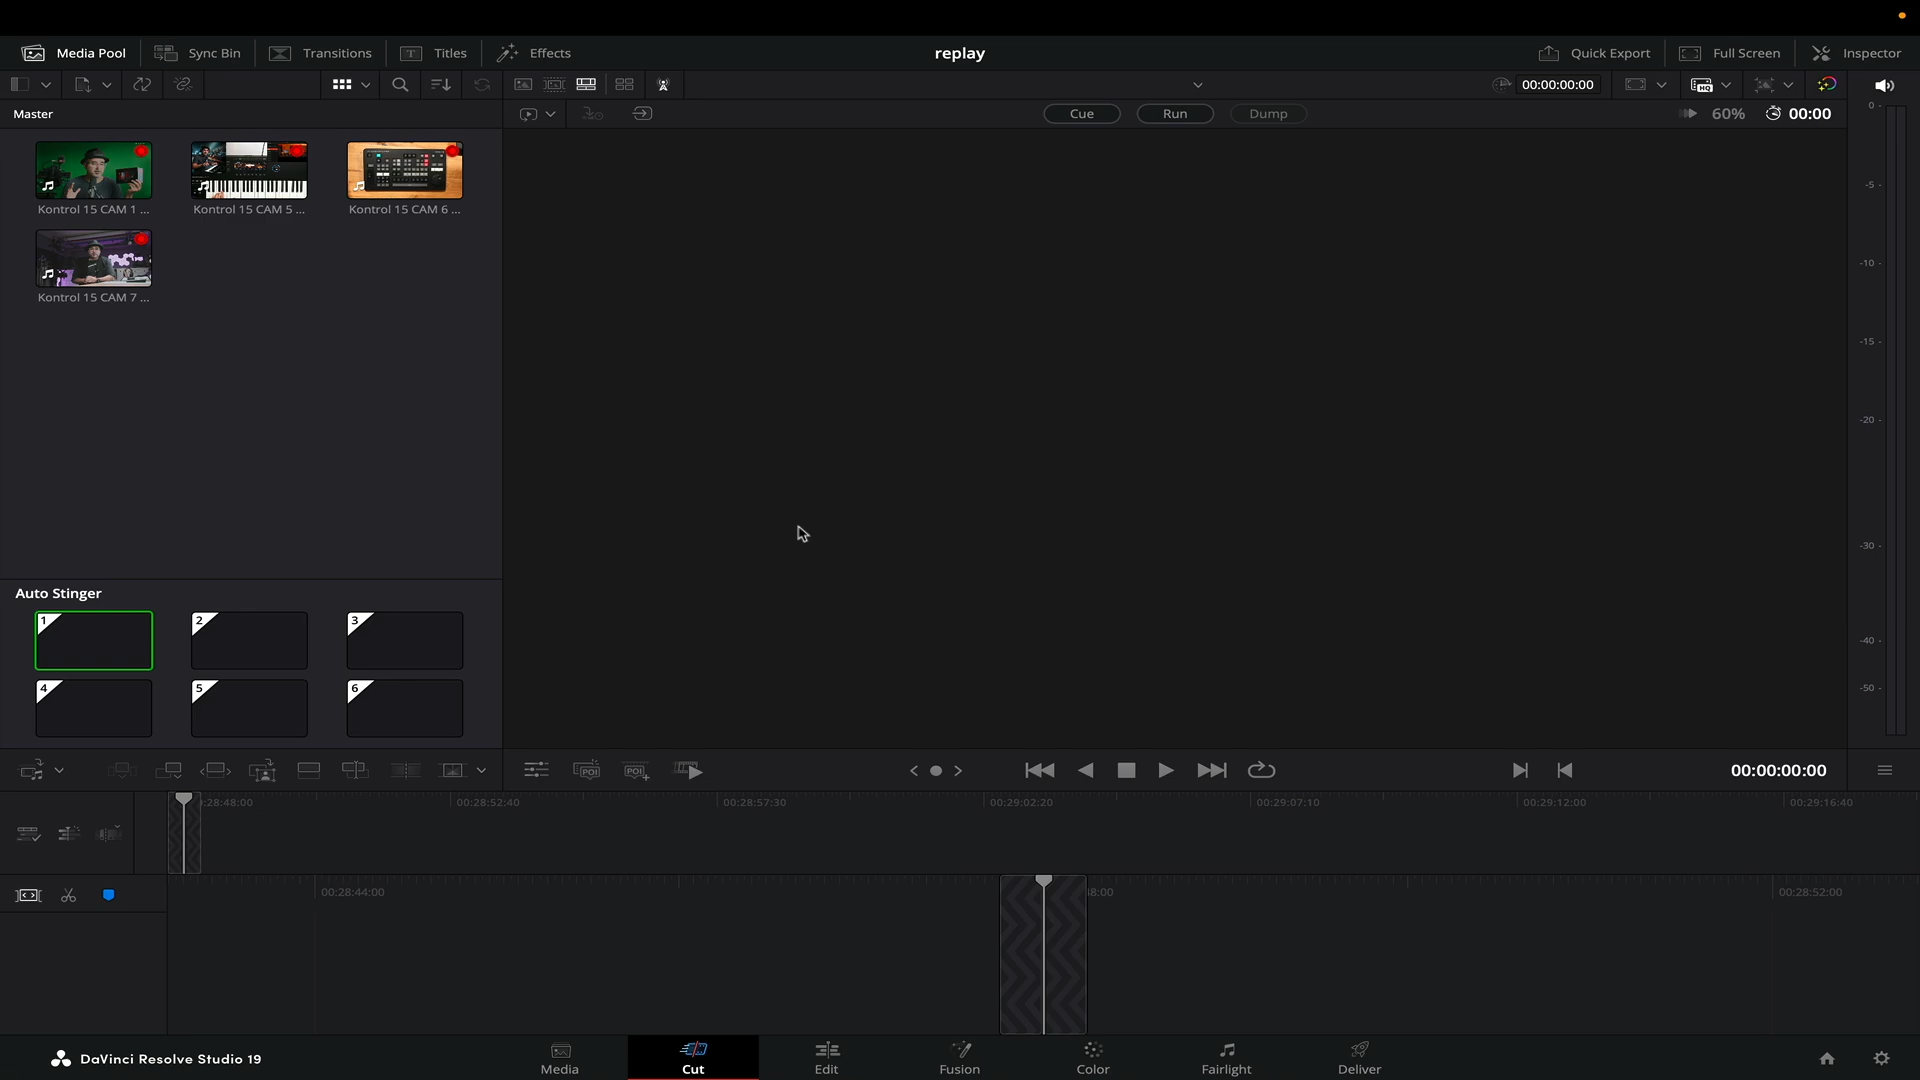 Media Pool
Sync Bin
Transitions
Titles
Effects
replay
Quick Export
Full Screen
Inspector
HQ
00:00:00:00
Master
Cue
Run
Dump
60%
00:00
Kontrol 15 CAM 1 ...
Kontrol 15 CAM 5 ...
Kontrol 15 CAM 6 ...
Kontrol 15 CAM 7 ...
0 -
-5 -
-10 -
-15 -
-20 -
-30 -
-40 -
-50 -
Auto Stinger
1
2
3
4
5
6
POI
POI
00:00:00:00
:28:48:00
00:28:52:40
00:28:57:30
00:29:02:20
00:29:07:10
00:29:12:00
00:29:16:40
00:28:44:00
8:00
00:28:52:00
DaVinci Resolve Studio 19
Media
Cut
Edit
Fusion
Color
Fairlight
Deliver